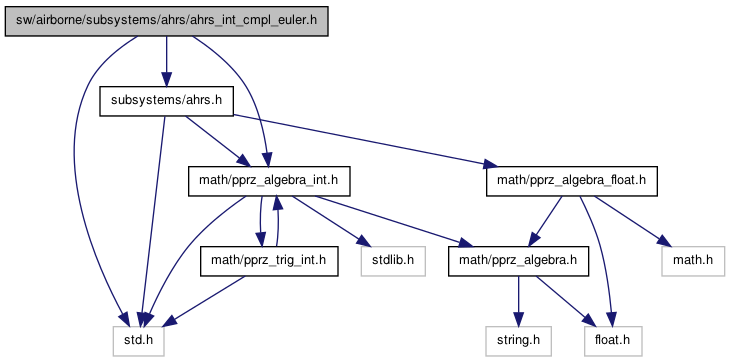 sw/airborne/subsystems/ahrs/ahrs_int_cmpl_euler.h
subsystems/ahrs.h
math/pprz_algebra_int.h
math/pprz_algebra_float.h
math/pprz_trig_int.h
stdlib.h
math/pprz_algebra.h
math.h
std.h
string.h
float.h